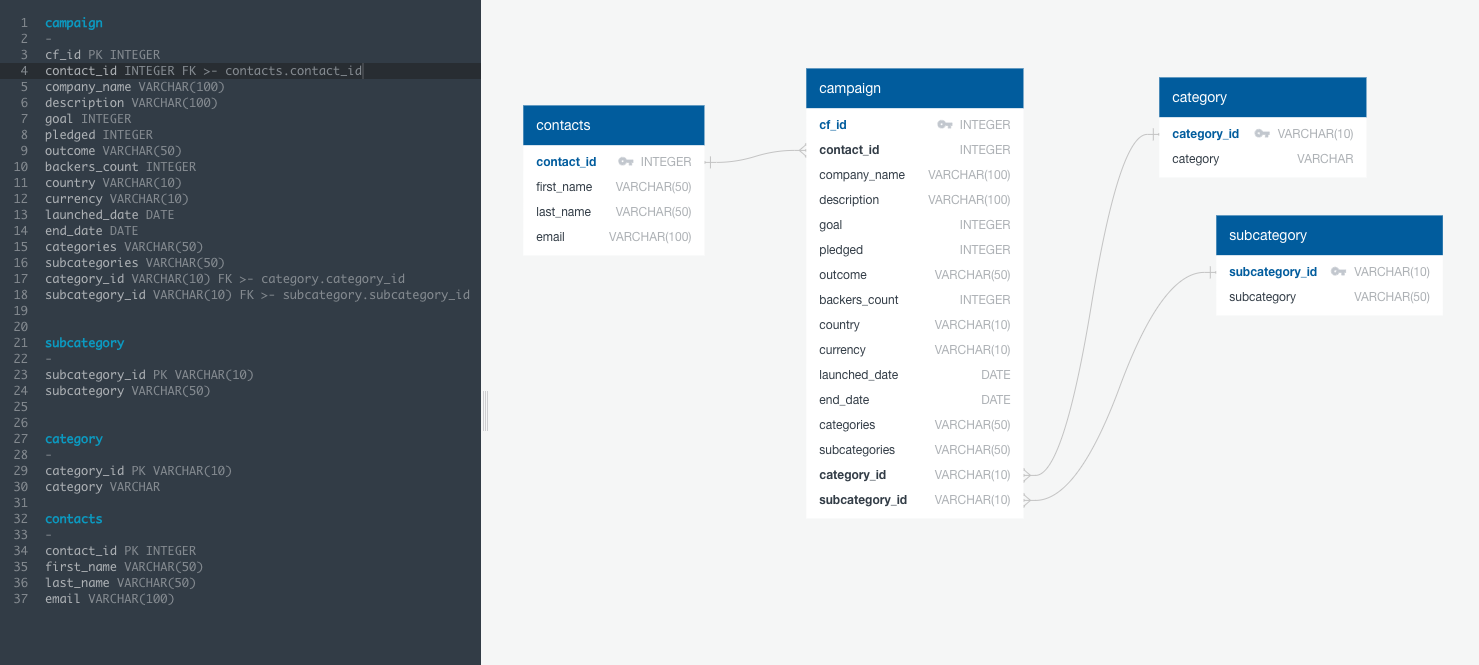 1 campaign
2 -
3 cf_id PK INTEGER
4 contact_id INTEGER FK >- contacts.contact_id
5 company_name VARCHAR(100)
6 description VARCHAR(100)
7 goal INTEGER
8 pledged INTEGER
9 outcome VARCHAR(50)
10 backers_count INTEGER
11 country VARCHAR(10)
12 currency VARCHAR(10)
13 launched_date DATE
14 end_date DATE
15 categories VARCHAR(50)
16 subcategories VARCHAR(50)
17 category_id VARCHAR(10) FK >- category.category_id
18 subcategory_id VARCHAR(10) FK >- subcategory.subcategory_id
19
20
21 subcategory
22 -
23 subcategory_id PK VARCHAR(10)
24 subcategory VARCHAR(50)
25
26
27 category
28 -
29 category_id PK VARCHAR(10)
30 category VARCHAR
31
32 contacts
33 -
34 contact_id PK INTEGER
35 first_name VARCHAR(50)
36 last_name VARCHAR(50)
37 email VARCHAR(100)
contacts
contact_id INTEGER
first_name VARCHAR(50)
last_name VARCHAR(50)
email VARCHAR(100)
campaign
cf_id INTEGER
contact_id INTEGER
company_name VARCHAR(100)
description VARCHAR(100)
goal INTEGER
pledged INTEGER
outcome VARCHAR(50)
backers_count INTEGER
country VARCHAR(10)
currency VARCHAR(10)
launched_date DATE
end_date DATE
categories VARCHAR(50)
subcategories VARCHAR(50)
category_id VARCHAR(10)
subcategory_id VARCHAR(10)
category
category_id VARCHAR(10)
category VARCHAR
subcategory
subcategory_id VARCHAR(10)
subcategory VARCHAR(50)